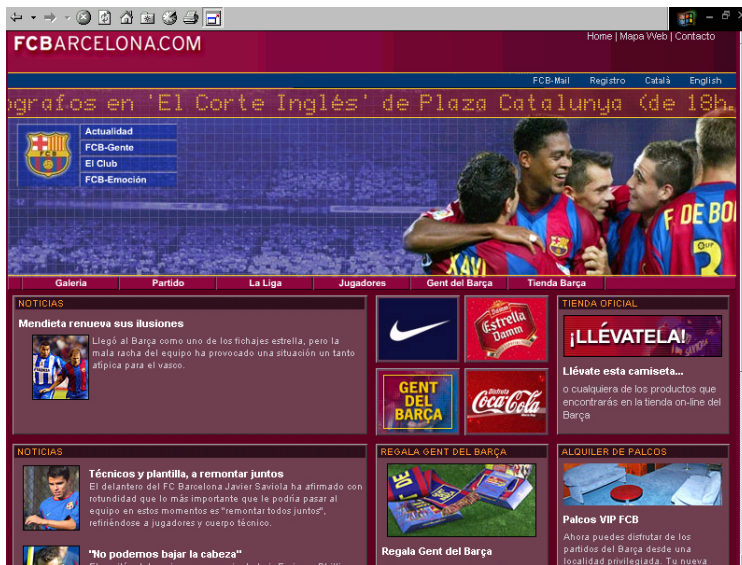 FCBARCELONA.COM
Home | Mapa Web | Contacto
FCB-Mail Registro Català English
ografos en 'El Corte Inglés' de Plaza Catalunya (de 18h.
FCB
Actualidad
FCB-Gente
El Club
FCB-Emoción
XAVI
F. DE BO
3
Galería Partido La Liga Jugadores Gent del Barça Tienda Barça
NOTICIAS
Mendieta renueva sus ilusiones
Llegó al Barça como uno de los fichajes estrella, pero la
mala racha del equipo ha provocado una situación un tanto
atípica para el vasco.
Estrella
Damm
GENT
DEL
BARÇA
Disfruta
Coca-Cola
TIENDA OFICIAL
¡LLÉVATELA!
Llévate esta camiseta...
o cualquiera de los productos que
encontrarás en la tienda on-line del
Barça
NOTICIAS
Técnicos y plantilla, a remontar juntos
El delantero del FC Barcelona Javier Saviola ha afirmado con
rotundidad que lo más importante que le podría pasar al
equipo en estos momentos es "remontar todos juntos",
refiriéndose a jugadores y cuerpo técnico.
"No podemos bajar la cabeza"
REGALA GENT DEL BARÇA
Regala Gent del Barça
ALQUILER DE PALCOS
Palcos VIP FCB
Ahora puedes disfrutar de los
partidos del Barça desde una
localidad privilegiada. Tu nueva